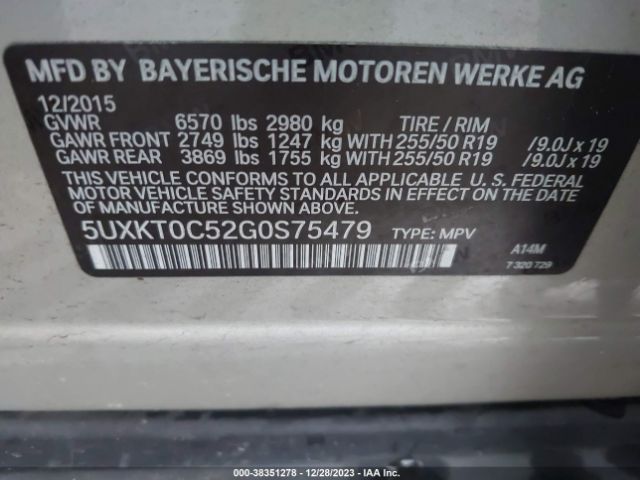 MFD BY BAYERISCHE MOTOREN WERKE AG
12/2015
GVWR 6570 lbs 2980 kg TIRE / RIM
GAWR FRONT 2749 lbs 1247 kg WITH 255/50 R19 /9.0J x 19
GAWR REAR 3869 lbs 1755 kg WITH 255/50 R19 /9.0J x 19
THIS VEHICLE CONFORMS TO ALL APPLICABLE U. S. FEDERAL
MOTOR VEHICLE SAFETY STANDARDS IN EFFECT ON THE DATE
OF MANUFACTURE SHOWN ABOVE.
5UXKT0C52G0S75479 TYPE: MPV
A14M
7 320 729
000-38351278 - 12/28/2023 - IAA Inc.